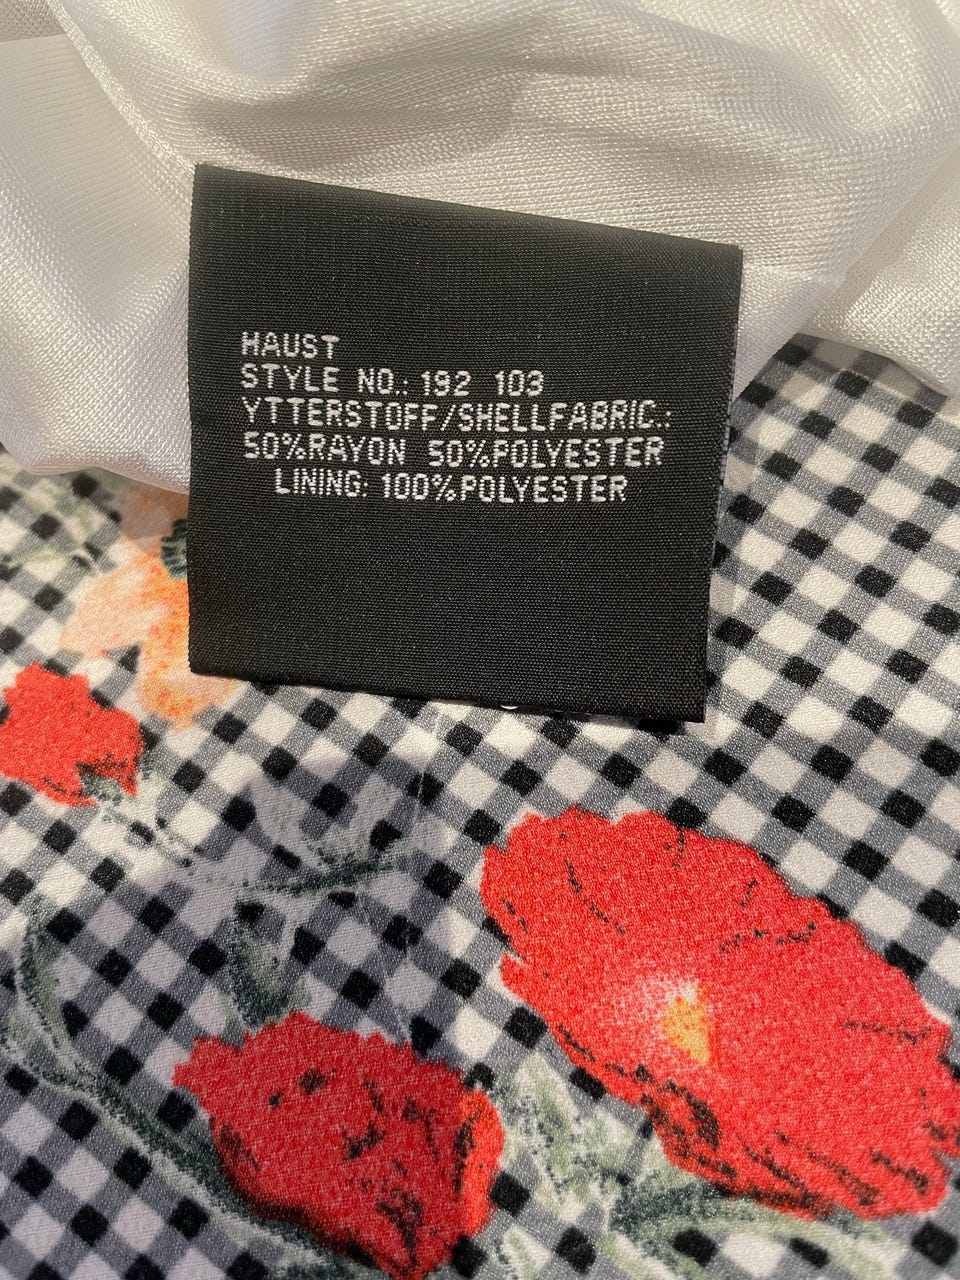 HAUST
STYLE NO.: 192 103
YTTERSTOFF/SHELLFABRIC.:
50%RAYON 50%POLYESTER
LINING: 100%POLYESTER